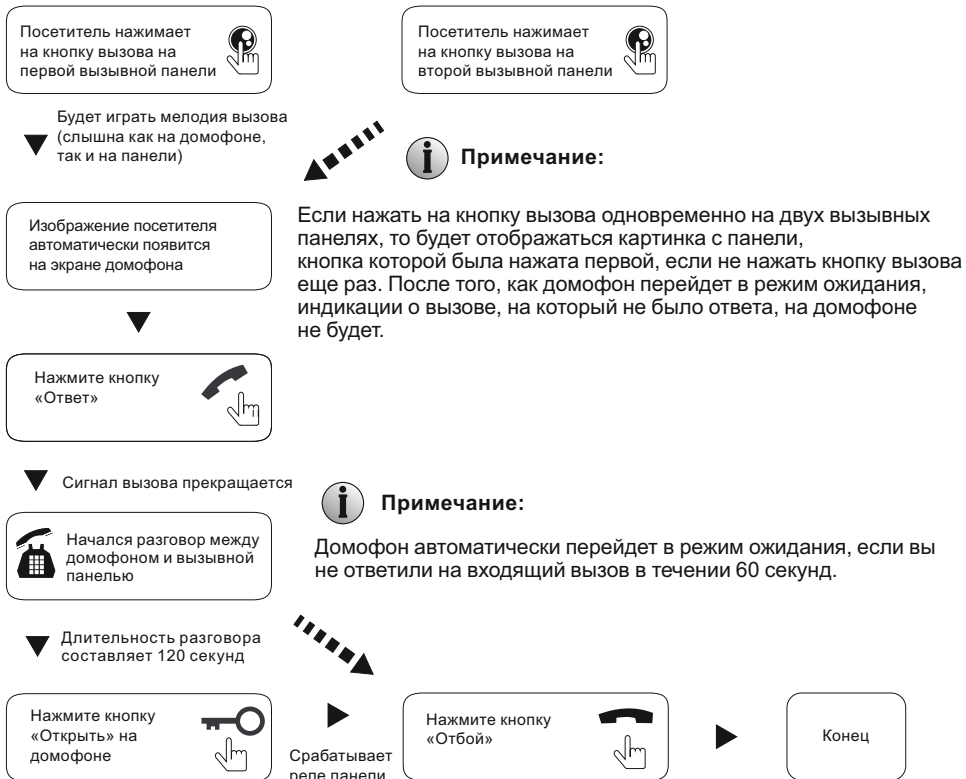 Посетитель нажимает
на кнопку вызова на
первой вызывной панели
Посетитель нажимает
на кнопку вызова на
второй вызывной панели
Будет играть мелодия вызова
(слышна как на домофоне,
так и на панели)
Примечание:
Изображение посетителя
автоматически появится
на экране домофона
Если нажать на кнопку вызова одновременно на двух вызывных
панелях, то будет отображаться картинка с панели,
кнопка которой была нажата первой, если не нажать кнопку вызова
еще раз. После того, как домофон перейдет в режим ожидания,
индикации о вызове, на который не было ответа, на домофоне
не будет.
Нажмите кнопку
«Ответ»
Сигнал вызова прекращается
Примечание:
Начался разговор между
домофоном и вызывной
панелью
Домофон автоматически перейдет в режим ожидания, если вы
не ответили на входящий вызов в течении 60 секунд.
Длительность разговора
составляет 120 секунд
Нажмите кнопку
«Открыть» на
домофоне
Срабатывает
реле панели
Нажмите кнопку
«Отбой»
Конец